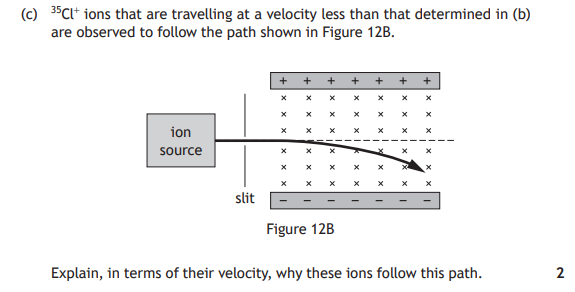 (c) ³⁵Cl⁺ ions that are travelling at a velocity less than that determined in (b)
are observed to follow the path shown in Figure 12B.
+ + + + + + +
× × × × × × ×
× × × × × × ×
× × × × × × ×
ion
source
× × × × × × ×
× × × × × × ×
× × × × × × ×
slit
– – – – – – –
Figure 12B
Explain, in terms of their velocity, why these ions follow this path. 2